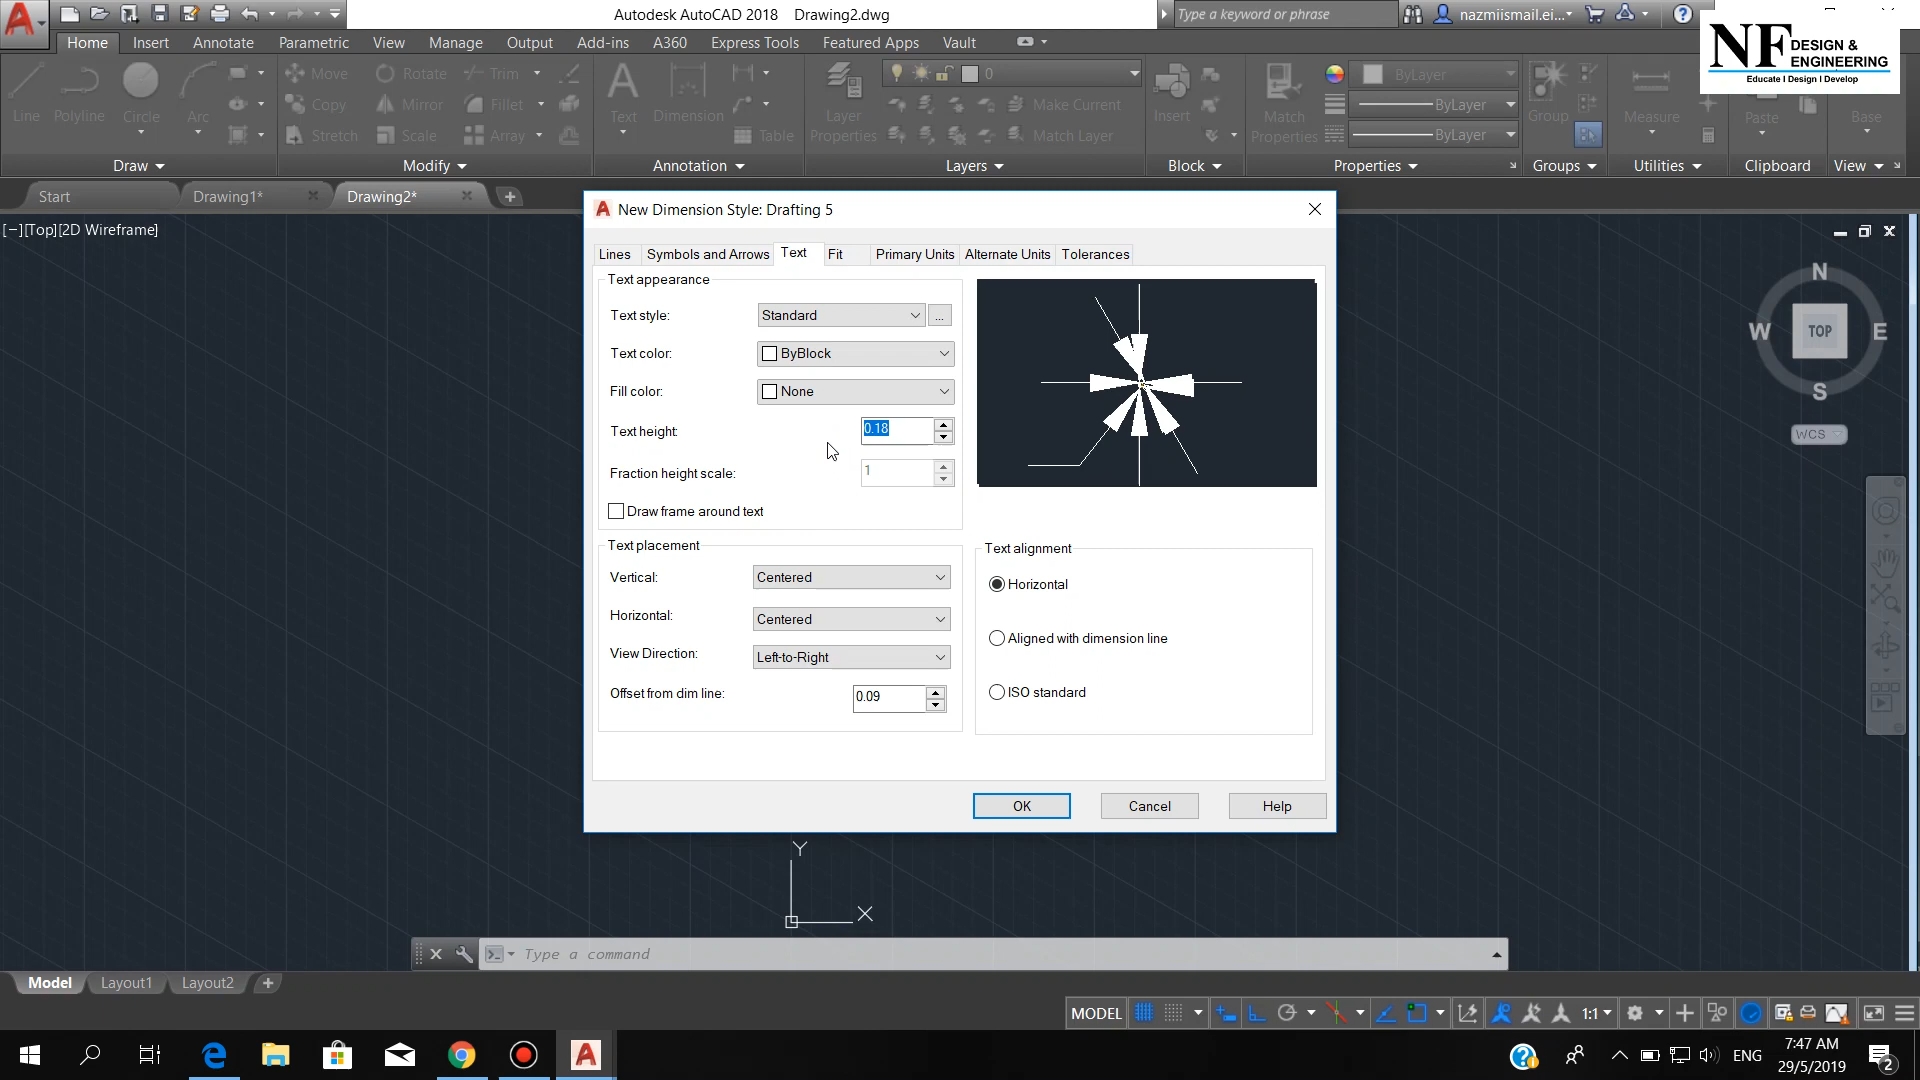 Autodesk AutoCAD 2018 Drawing2.dwg
Type a keyword or phrase
nazmiismail.ei...
NF DESIGN & ENGINEERING
Educate I Design I Develop
Home Insert Annotate Parametric View Manage Output Add-ins A360 Express Tools Featured Apps Vault
Line Polyline Circle Arc
Move Rotate Trim
Copy Mirror Fillet
Stretch Scale Array
Text Dimension Table
Layer Properties
0
Make Current
Match Layer
Insert
Match Properties
ByLayer
ByLayer
ByLayer
Group Measure Paste Base
Draw Modify Annotation Layers Block Properties Groups Utilities Clipboard View
Start Drawing1* Drawing2*
[−][Top][2D Wireframe]
New Dimension Style: Drafting 5
Lines Symbols and Arrows Text Fit Primary Units Alternate Units Tolerances
Text appearance
Text style: Standard ...
Text color: ByBlock
Fill color: None
Text height: 0.18
Fraction height scale: 1
Draw frame around text
Text placement
Vertical: Centered
Horizontal: Centered
View Direction: Left-to-Right
Offset from dim line: 0.09
Text alignment
Horizontal
Aligned with dimension line
ISO standard
OK Cancel Help
N
W TOP E
S
WCS
Y
X
Type a command
Model Layout1 Layout2
MODEL 1:1
ENG
7:47 AM
29/5/2019
2